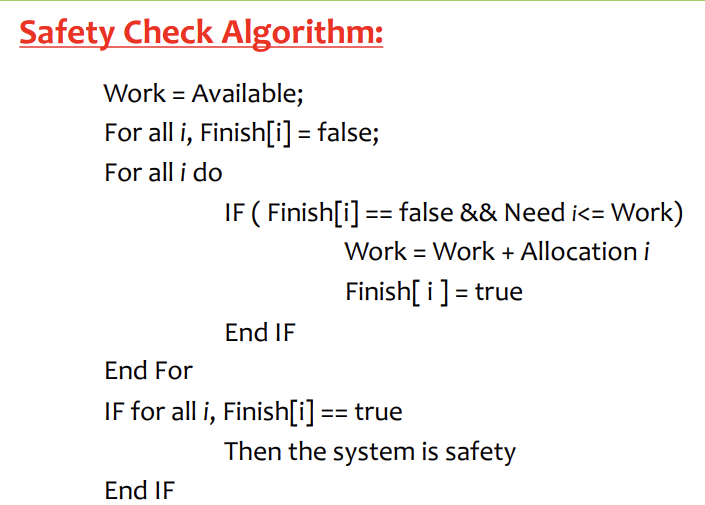 Safety Check Algorithm:
Work = Available;
For all i, Finish[i] = false;
For all i do
IF ( Finish[i] == false && Need i<= Work)
Work = Work + Allocation i
Finish[ i ] = true
End IF
End For
IF for all i, Finish[i] == true
Then the system is safety
End IF